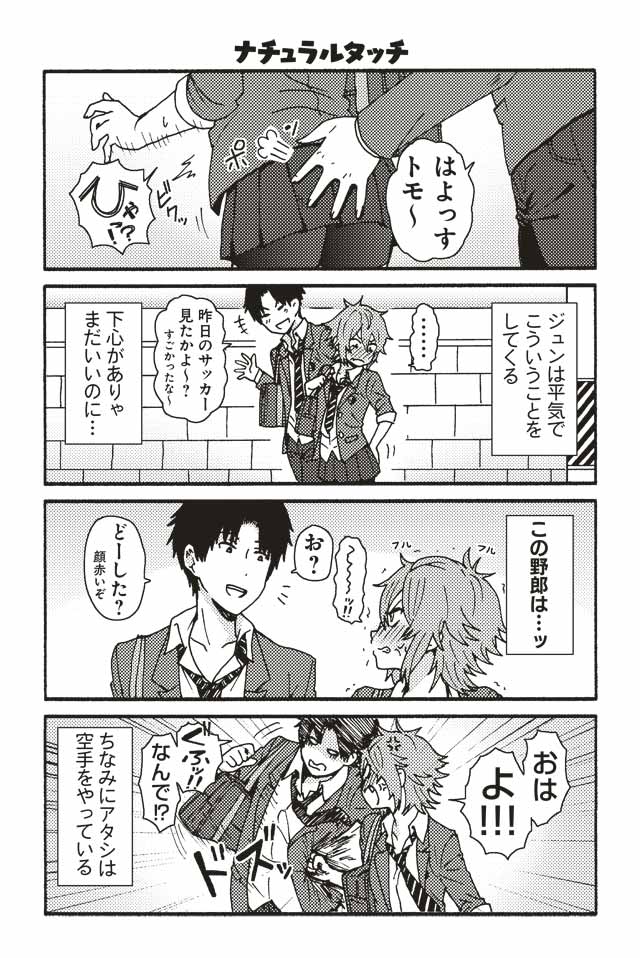 ナチュラルタッチ
はよっす
トモ～
ポンッ
ひゃ!?
ビクッ
ジュンは平気で
こういうことを
してくる
……
昨日のサッカー
見たかよ～?
すごかったな～
下心がありゃ
まだいいのに…
この野郎は…ッ
フル
フル
～～～!!
お?
どーした?
顔赤いぞ
おは
よ!!!
ドズッ
くふッ!!
なんで!?
ちなみにアタシは
空手をやっている